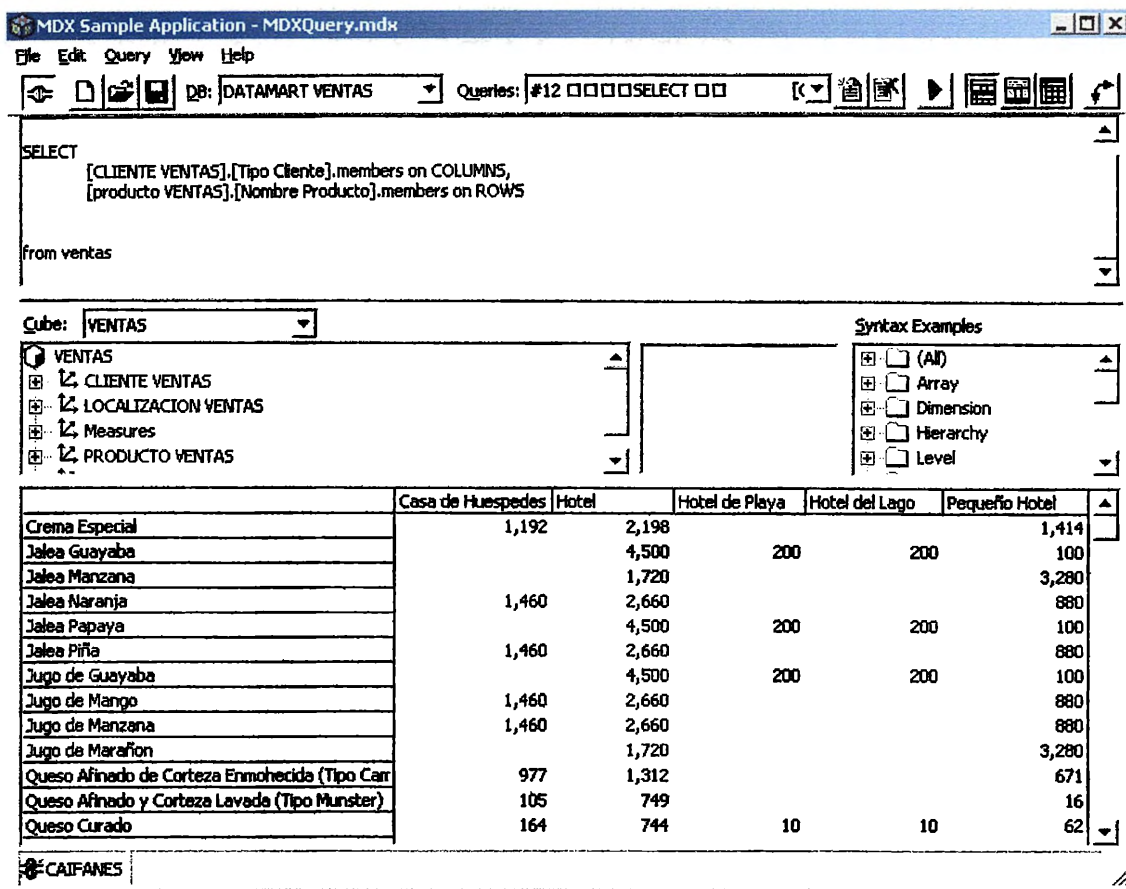 MDX Sample Application - MDXQuery.mdx
File Edit Query View Help
DB: DATAMART VENTAS Queries: #12 □□□□SELECT □□ [(
SELECT
[CLIENTE VENTAS].[Tipo Cliente].members on COLUMNS,
[producto VENTAS].[Nombre Producto].members on ROWS
from ventas
Cube: VENTAS Syntax Examples
VENTAS
CLIENTE VENTAS
LOCALIZACION VENTAS
Measures
PRODUCTO VENTAS
(All)
Array
Dimension
Hierarchy
Level
Casa de Huespedes Hotel Hotel de Playa Hotel del Lago Pequeño Hotel
Crema Especial 1,192 2,198 1,414
Jalea Guayaba 4,500 200 200 100
Jalea Manzana 1,720 3,280
Jalea Naranja 1,460 2,660 880
Jalea Papaya 4,500 200 200 100
Jalea Piña 1,460 2,660 880
Jugo de Guayaba 4,500 200 200 100
Jugo de Mango 1,460 2,660 880
Jugo de Manzana 1,460 2,660 880
Jugo de Marañon 1,720 3,280
Queso Afinado de Corteza Enmohecida (Tipo Cam 977 1,312 671
Queso Afinado y Corteza Lavada (Tipo Munster) 105 749 16
Queso Curado 164 744 10 10 62
CAIFANES